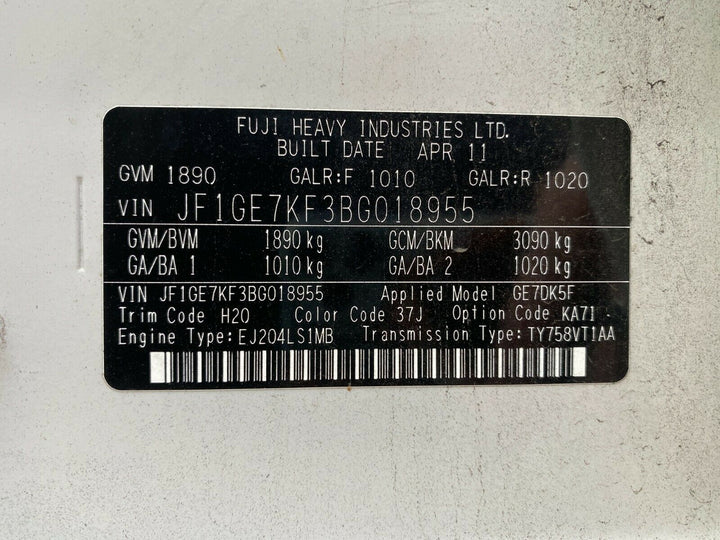 FUJI HEAVY INDUSTRIES LTD.
BUILT DATE APR 11
GVM 1890 GALR:F 1010 GALR:R 1020
VIN JF1GE7KF3BG018955
GVM/BVM 1890 kg GCM/BKM 3090 kg
GA/BA 1 1010 kg GA/BA 2 1020 kg
VIN JF1GE7KF3BG018955 Applied Model GE7DK5F
Trim Code H20 Color Code 37J Option Code KA71 -
Engine Type:EJ204LS1MB Transmission Type:TY758VT1AA